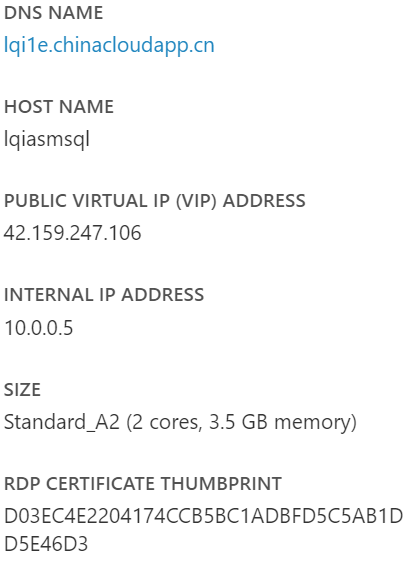 DNS NAME
lqi1e.chinacloudapp.cn
HOST NAME
lqiasmsql
PUBLIC VIRTUAL IP (VIP) ADDRESS
42.159.247.106
INTERNAL IP ADDRESS
10.0.0.5
SIZE
Standard_A2 (2 cores, 3.5 GB memory)
RDP CERTIFICATE THUMBPRINT
D03EC4E2204174CCB5BC1ADBFD5C5AB1D
D5E46D3